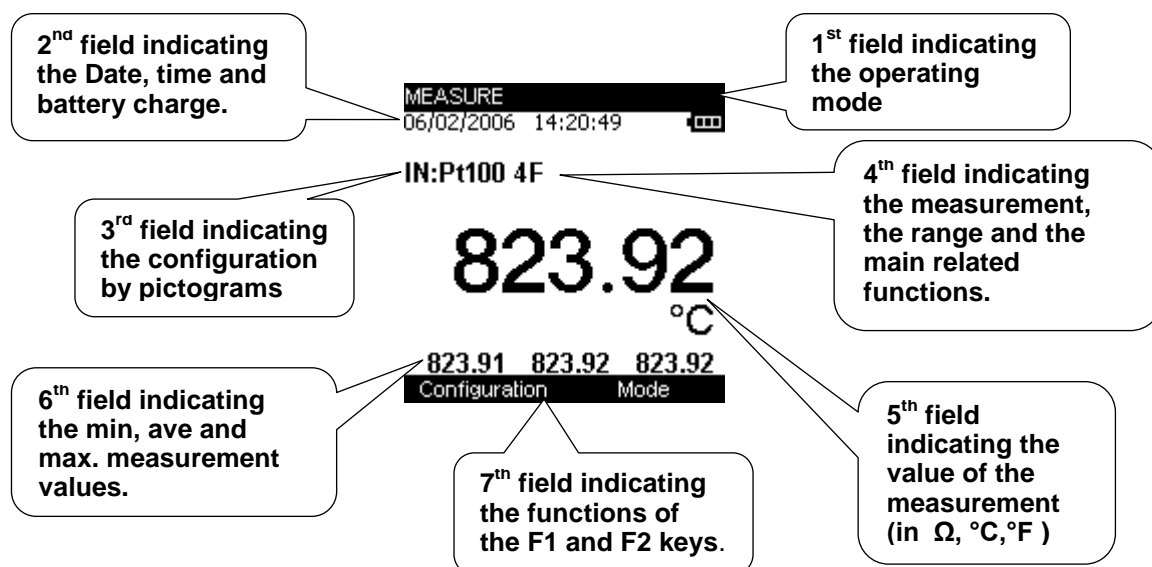 2nd field indicating
the Date, time and
battery charge.
1st field indicating
the operating
mode
MEASURE
06/02/2006 14:20:49
IN:Pt100 4F
3rd field indicating
the configuration
by pictograms
4th field indicating
the measurement,
the range and the
main related
functions.
823.92
°C
823.91 823.92 823.92
Configuration Mode
6th field indicating
the min, ave and
max. measurement
values.
7th field indicating
the functions of
the F1 and F2 keys.
5th field
indicating the
value of the
measurement
(in Ω, °C,°F )